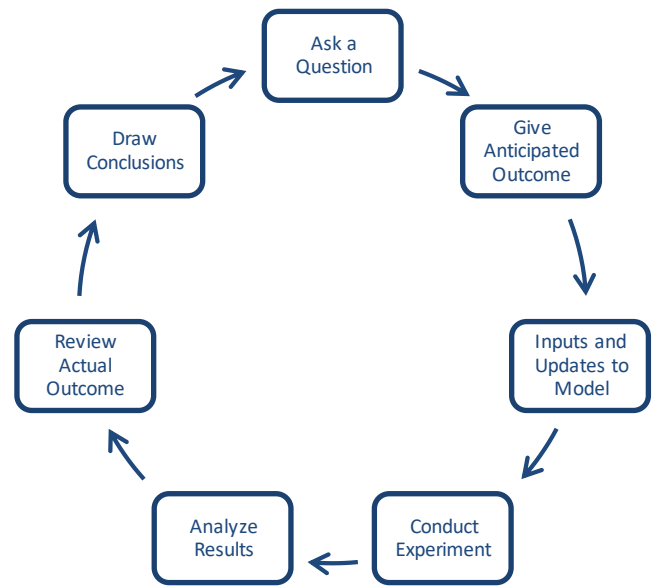 Ask a
Question
Give
Anticipated
Outcome
Inputs and
Updates to
Model
Conduct
Experiment
Analyze
Results
Review
Actual
Outcome
Draw
Conclusions